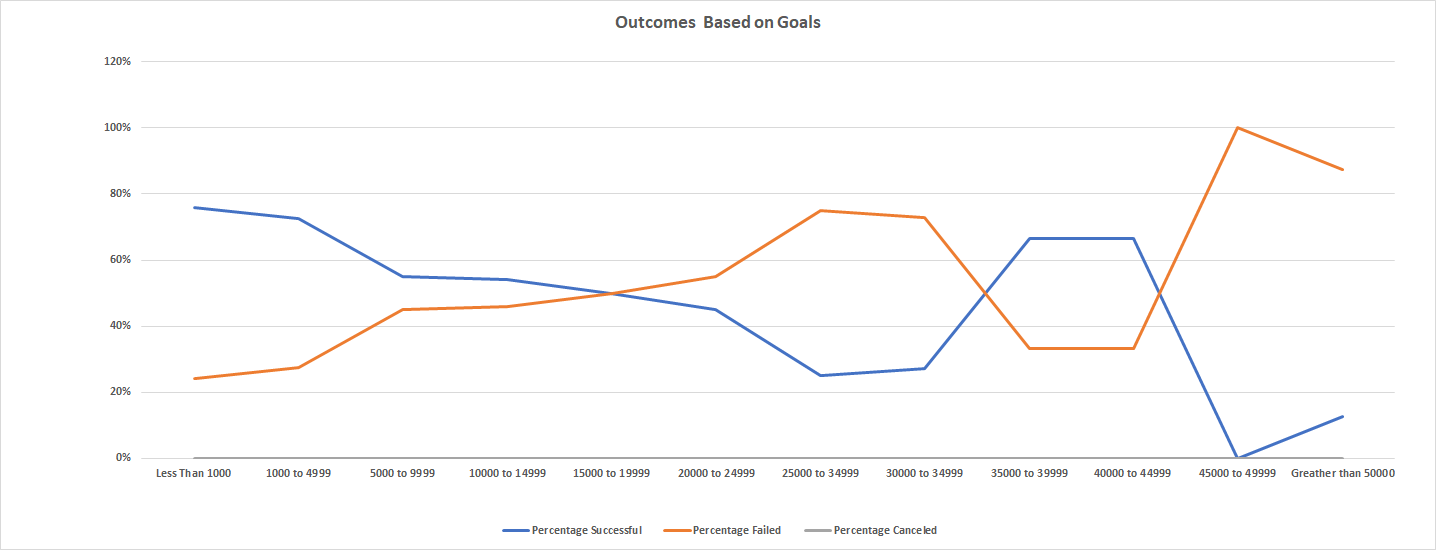 Outcomes  Based on Goals
120%
100%
80%
60%
40%
20%
0%
Less Than 1000 1000 to 4999 5000 to 9999 10000 to 14999 15000 to 19999 20000 to 24999 25000 to 34999 30000 to 34999 35000 to 39999 40000 to 44999 45000 to 49999 Greather than 50000
Percentage Successful Percentage Failed Percentage Canceled